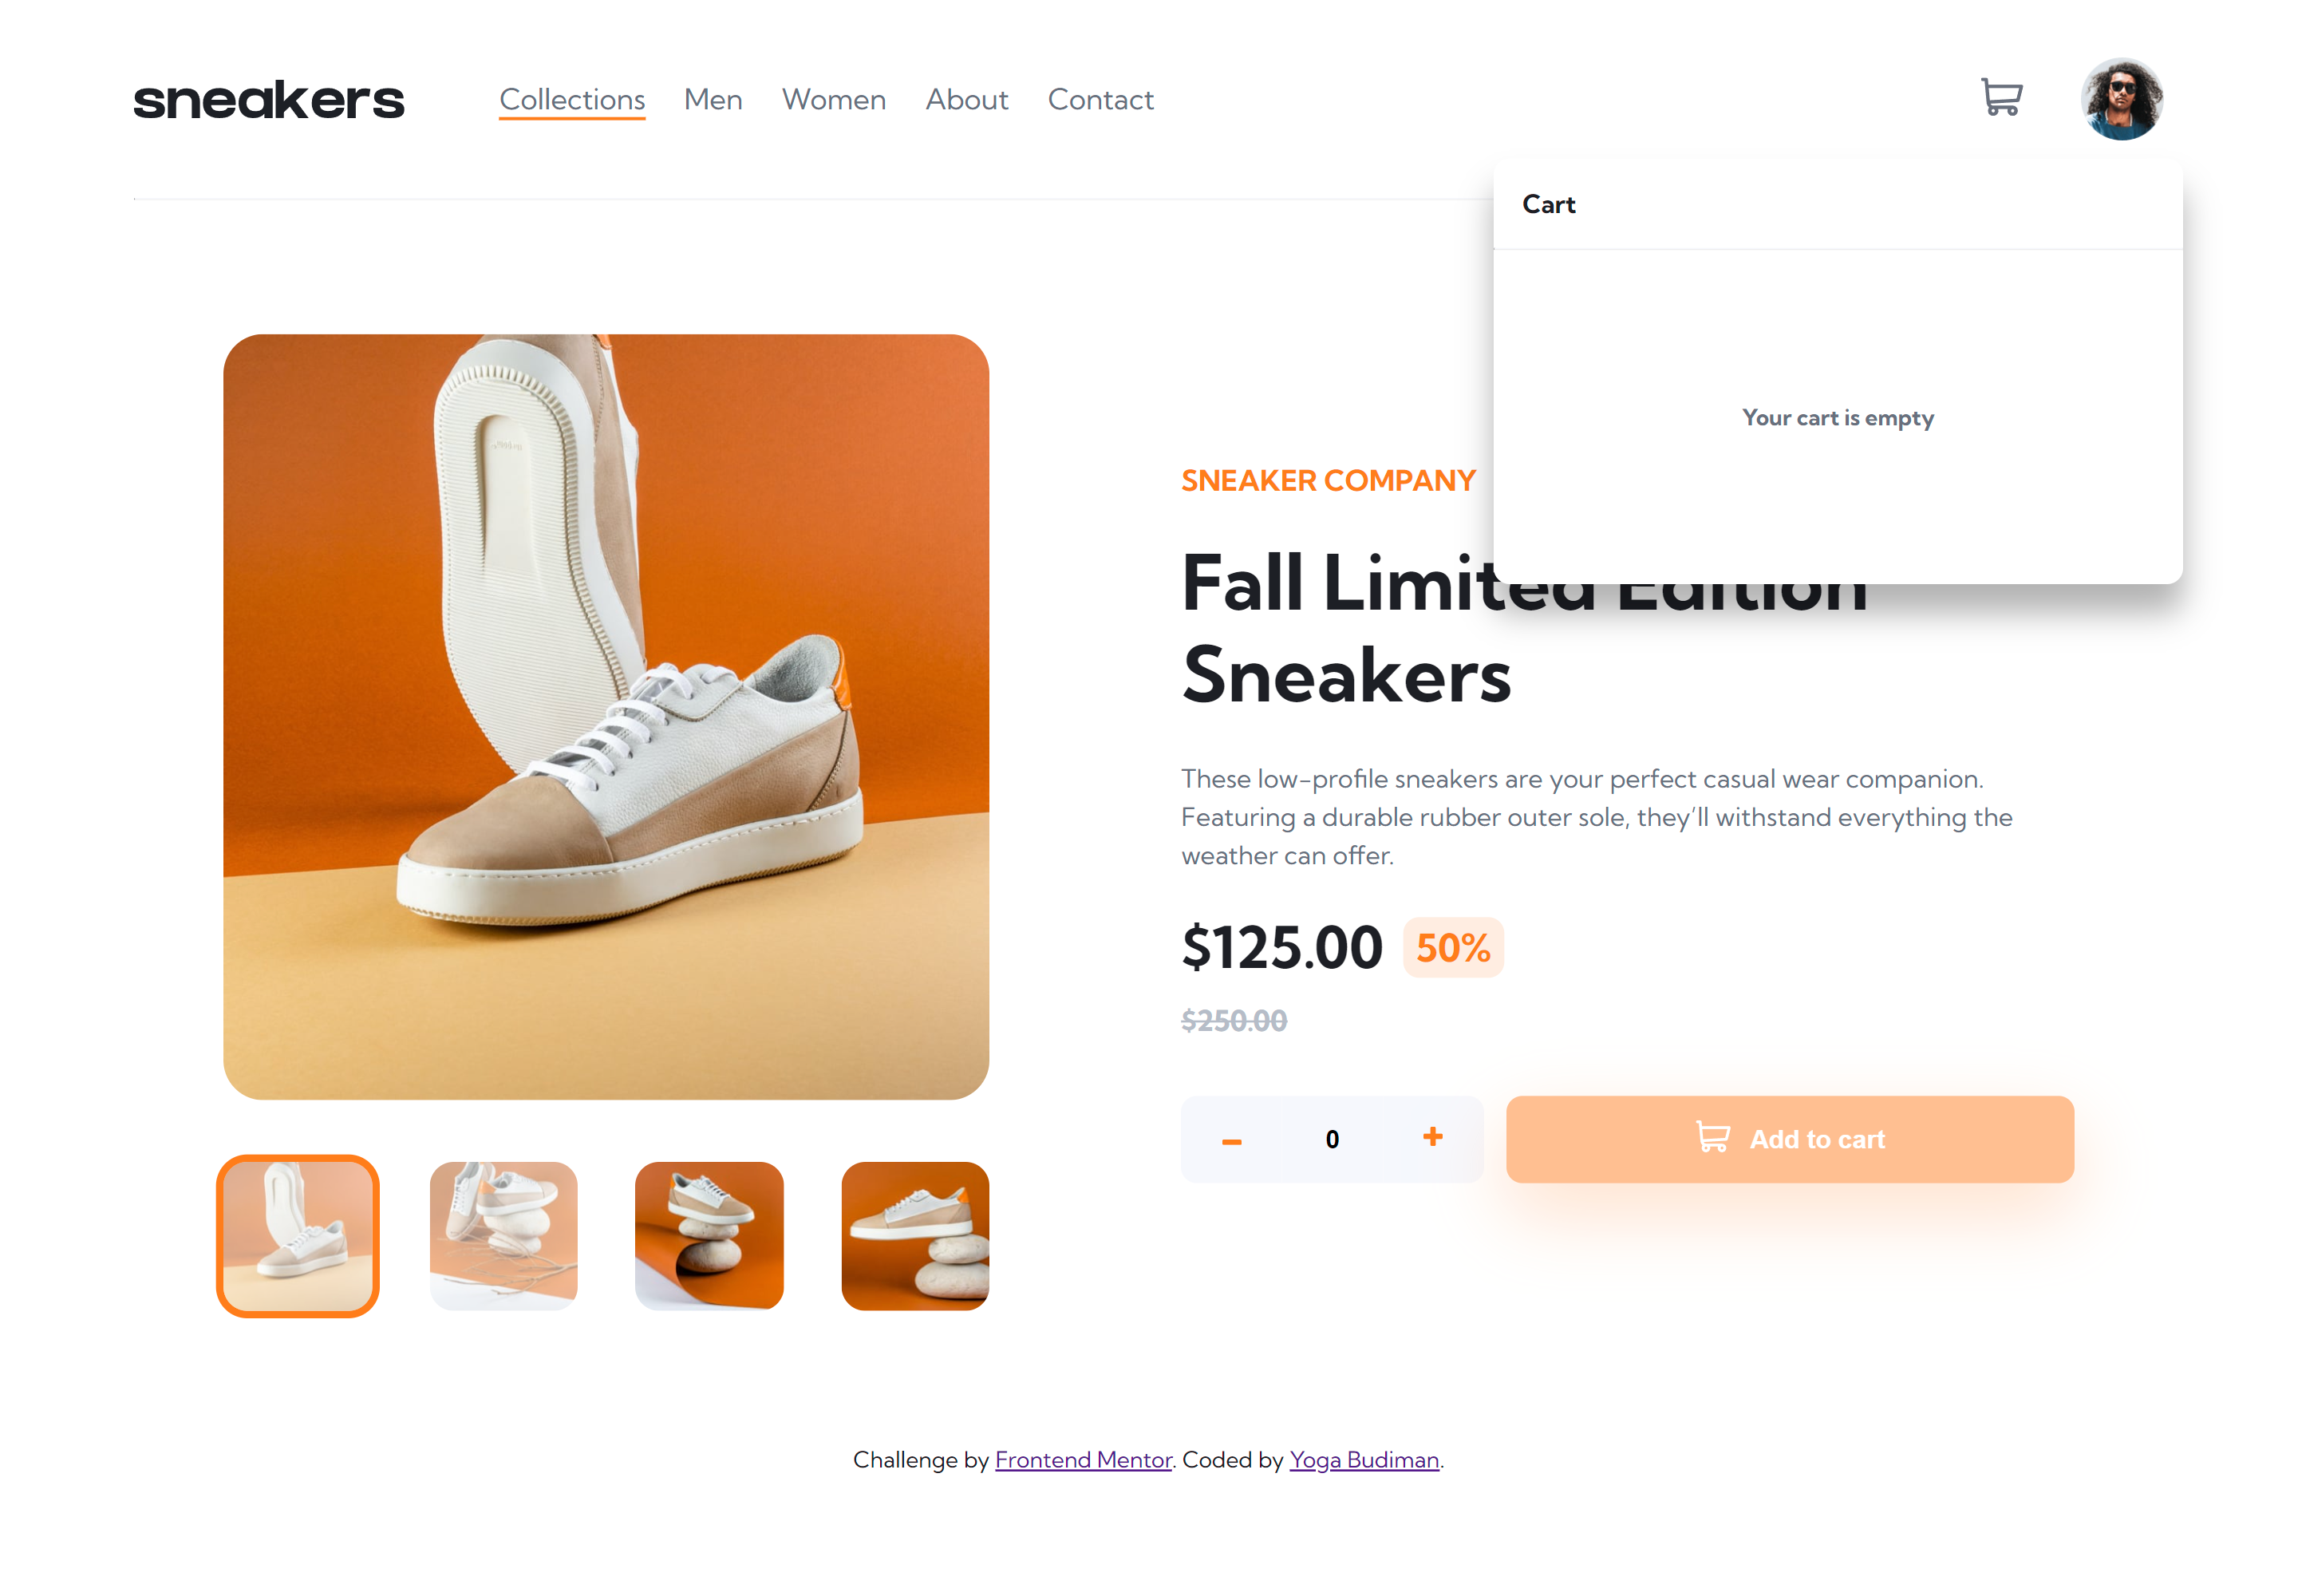 sneakers
Collections Men Women About Contact
Cart
Your cart is empty
SNEAKER COMPANY
Fall Limited Edition
Sneakers
These low-profile sneakers are your perfect casual wear companion.
Featuring a durable rubber outer sole, they’ll withstand everything the
weather can offer.
$125.00 50%
$250.00
0
Add to cart
Challenge by Frontend Mentor. Coded by Yoga Budiman.